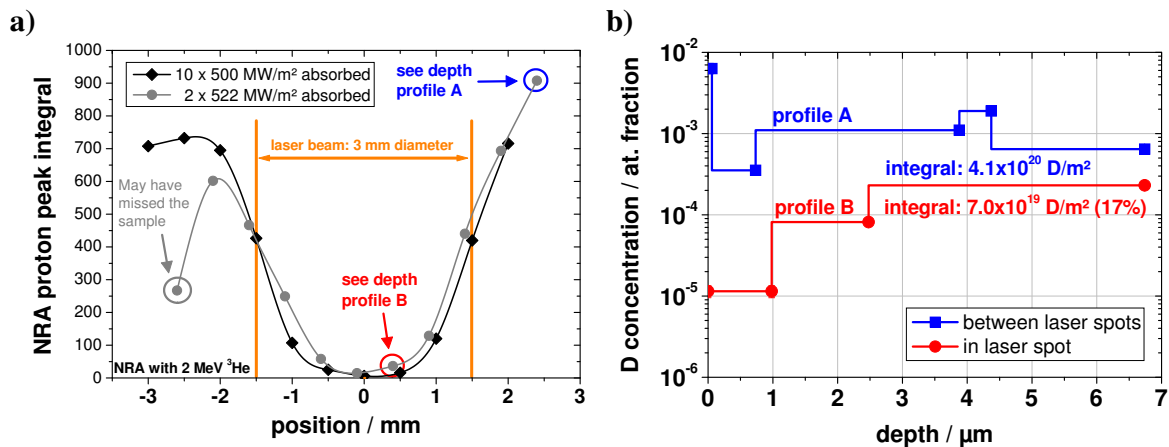 a)
1000
900
800
700
600
500
400
300
200
100
0
NRA proton peak integral
10 x 500 MW/m² absorbed
2 x 522 MW/m² absorbed
see depth
profile A
laser beam: 3 mm diameter
May have
missed the
sample
see depth
profile B
NRA with 2 MeV ³He
-3 -2 -1 0 1 2 3
position / mm
b)
10⁻²
10⁻³
10⁻⁴
10⁻⁵
10⁻⁶
D concentration / at. fraction
profile A
integral: 4.1x10²⁰ D/m²
profile B
integral: 7.0x10¹⁹ D/m² (17%)
between laser spots
in laser spot
0 1 2 3 4 5 6 7
depth / µm